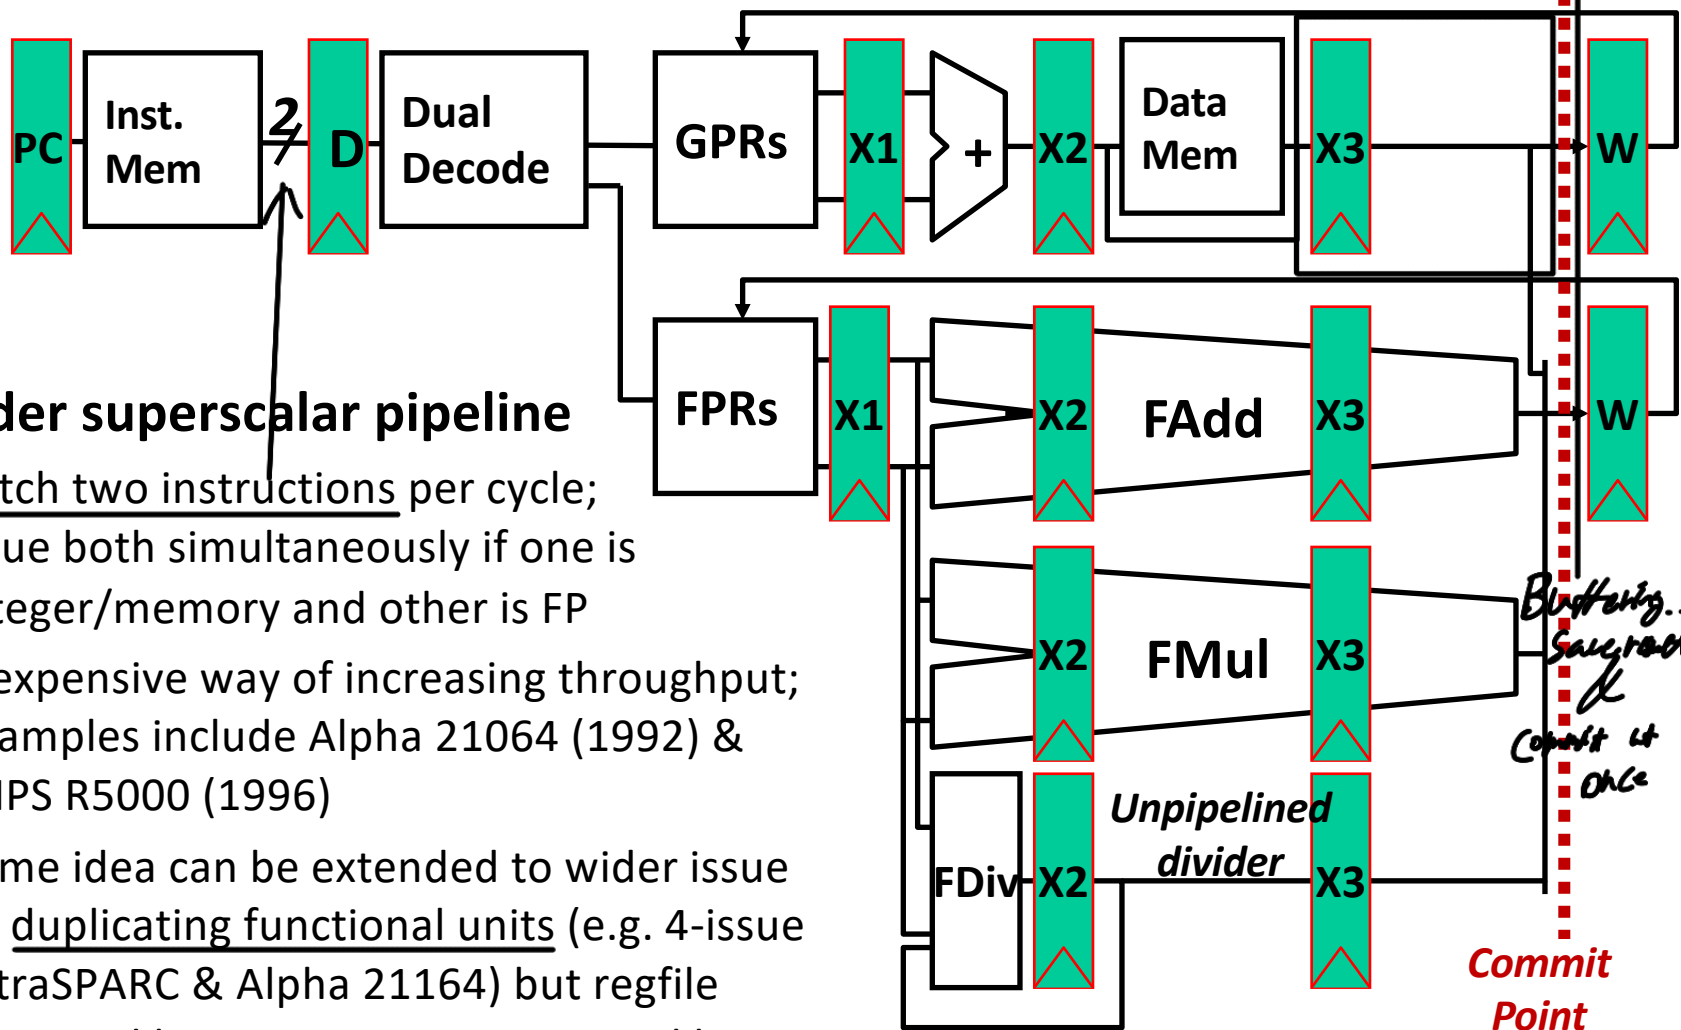 PC
Inst.
Mem
2
D
Dual
Decode
GPRs
X1
+
X2
Data
Mem
X3
W
FPRs
X1
X2
FAdd
X3
W
der superscalar pipeline
tch two instructions per cycle;
ue both simultaneously if one is
teger/memory and other is FP
expensive way of increasing throughput;
amples include Alpha 21064 (1992) &
IPS R5000 (1996)
me idea can be extended to wider issue
duplicating functional units (e.g. 4-issue
traSPARC & Alpha 21164) but regfile
X2
FMul
X3
Buffering..
&
Commit at
once
FDiv
X2
Unpipelined
divider
X3
Commit
Point